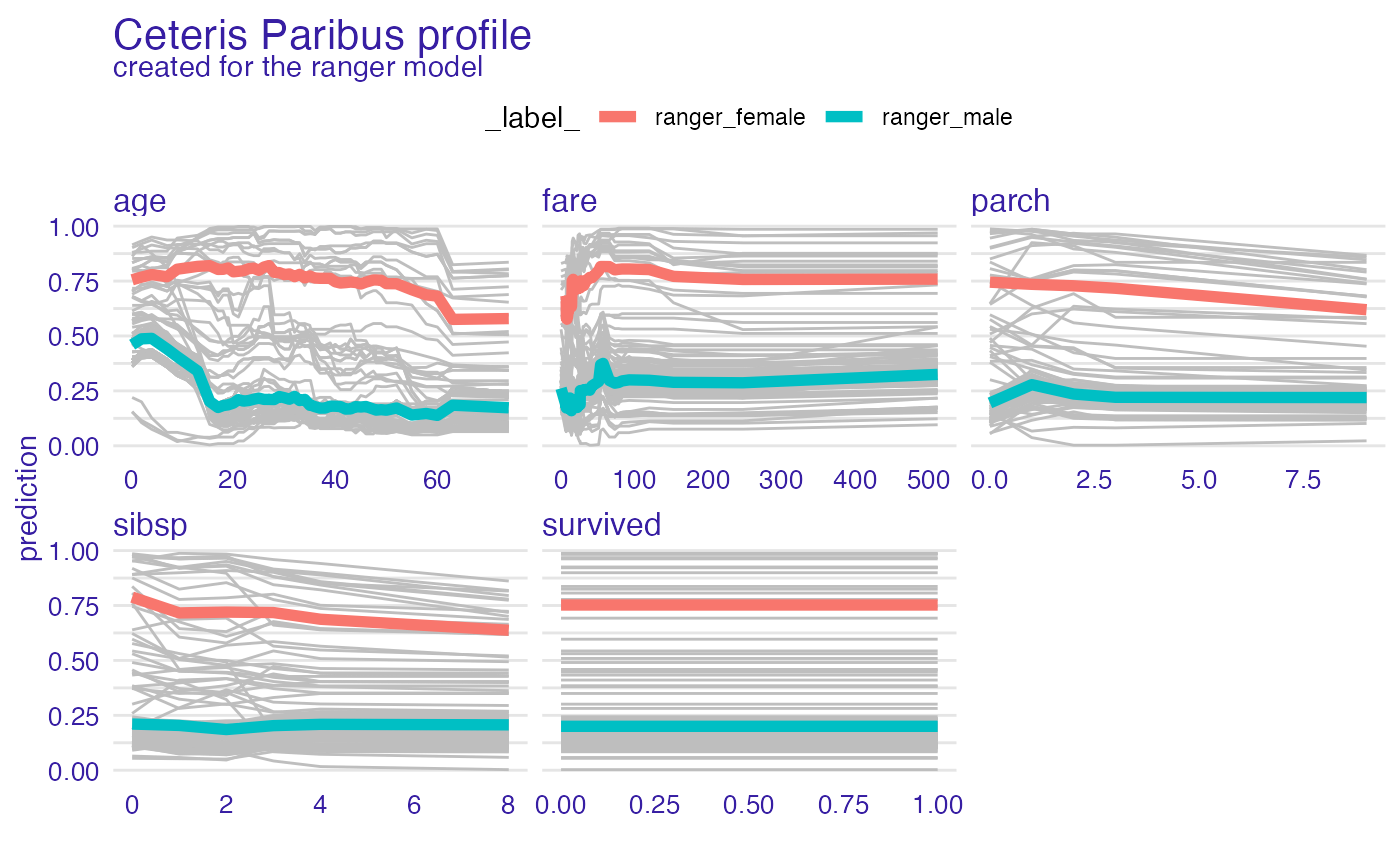 Ceteris Paribus profile
created for the ranger model
_label_ ranger_female ranger_male
age fare parch
1.00
0.75
0.50
0.25
0.00
0 20 40 60 0 100 200 300 400 500 0.0 2.5 5.0 7.5
prediction
sibsp survived
1.00
0.75
0.50
0.25
0.00
0 2 4 6 8 0.00 0.25 0.50 0.75 1.00